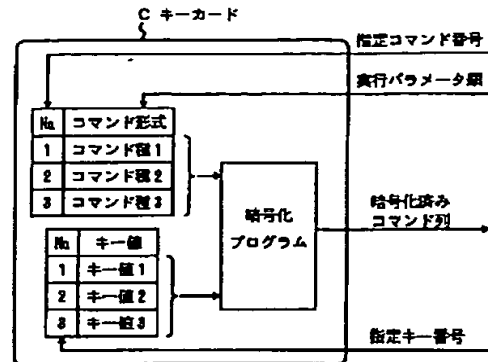 C キーカード
指定コマンド番号
実行パラメータ類
No. コマンド形式
1 コマンド種1
2 コマンド種2
3 コマンド種3
暗号化
プログラム
暗号化済み
コマンド列
No. キー値
1 キー値1
2 キー値2
3 キー値3
指定キー番号